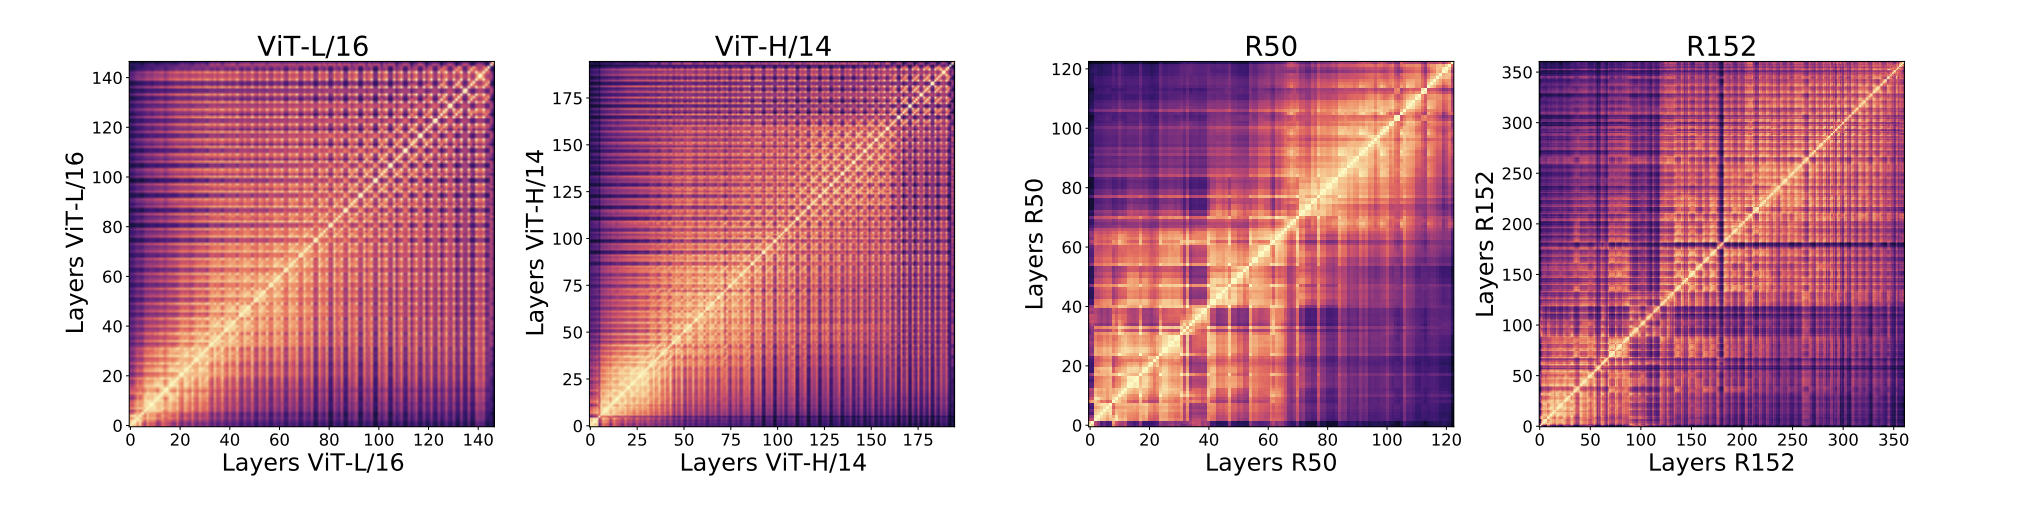 ViT-L/16
Layers ViT-L/16
140
120
100
80
60
40
20
0
0 20 40 60 80 100 120 140
Layers ViT-L/16
ViT-H/14
Layers ViT-H/14
175
150
125
100
75
50
25
0
0 25 50 75 100 125 150 175
Layers ViT-H/14
R50
Layers R50
120
100
80
60
40
20
0
0 20 40 60 80 100 120
Layers R50
R152
Layers R152
350
300
250
200
150
100
50
0
0 50 100 150 200 250 300 350
Layers R152